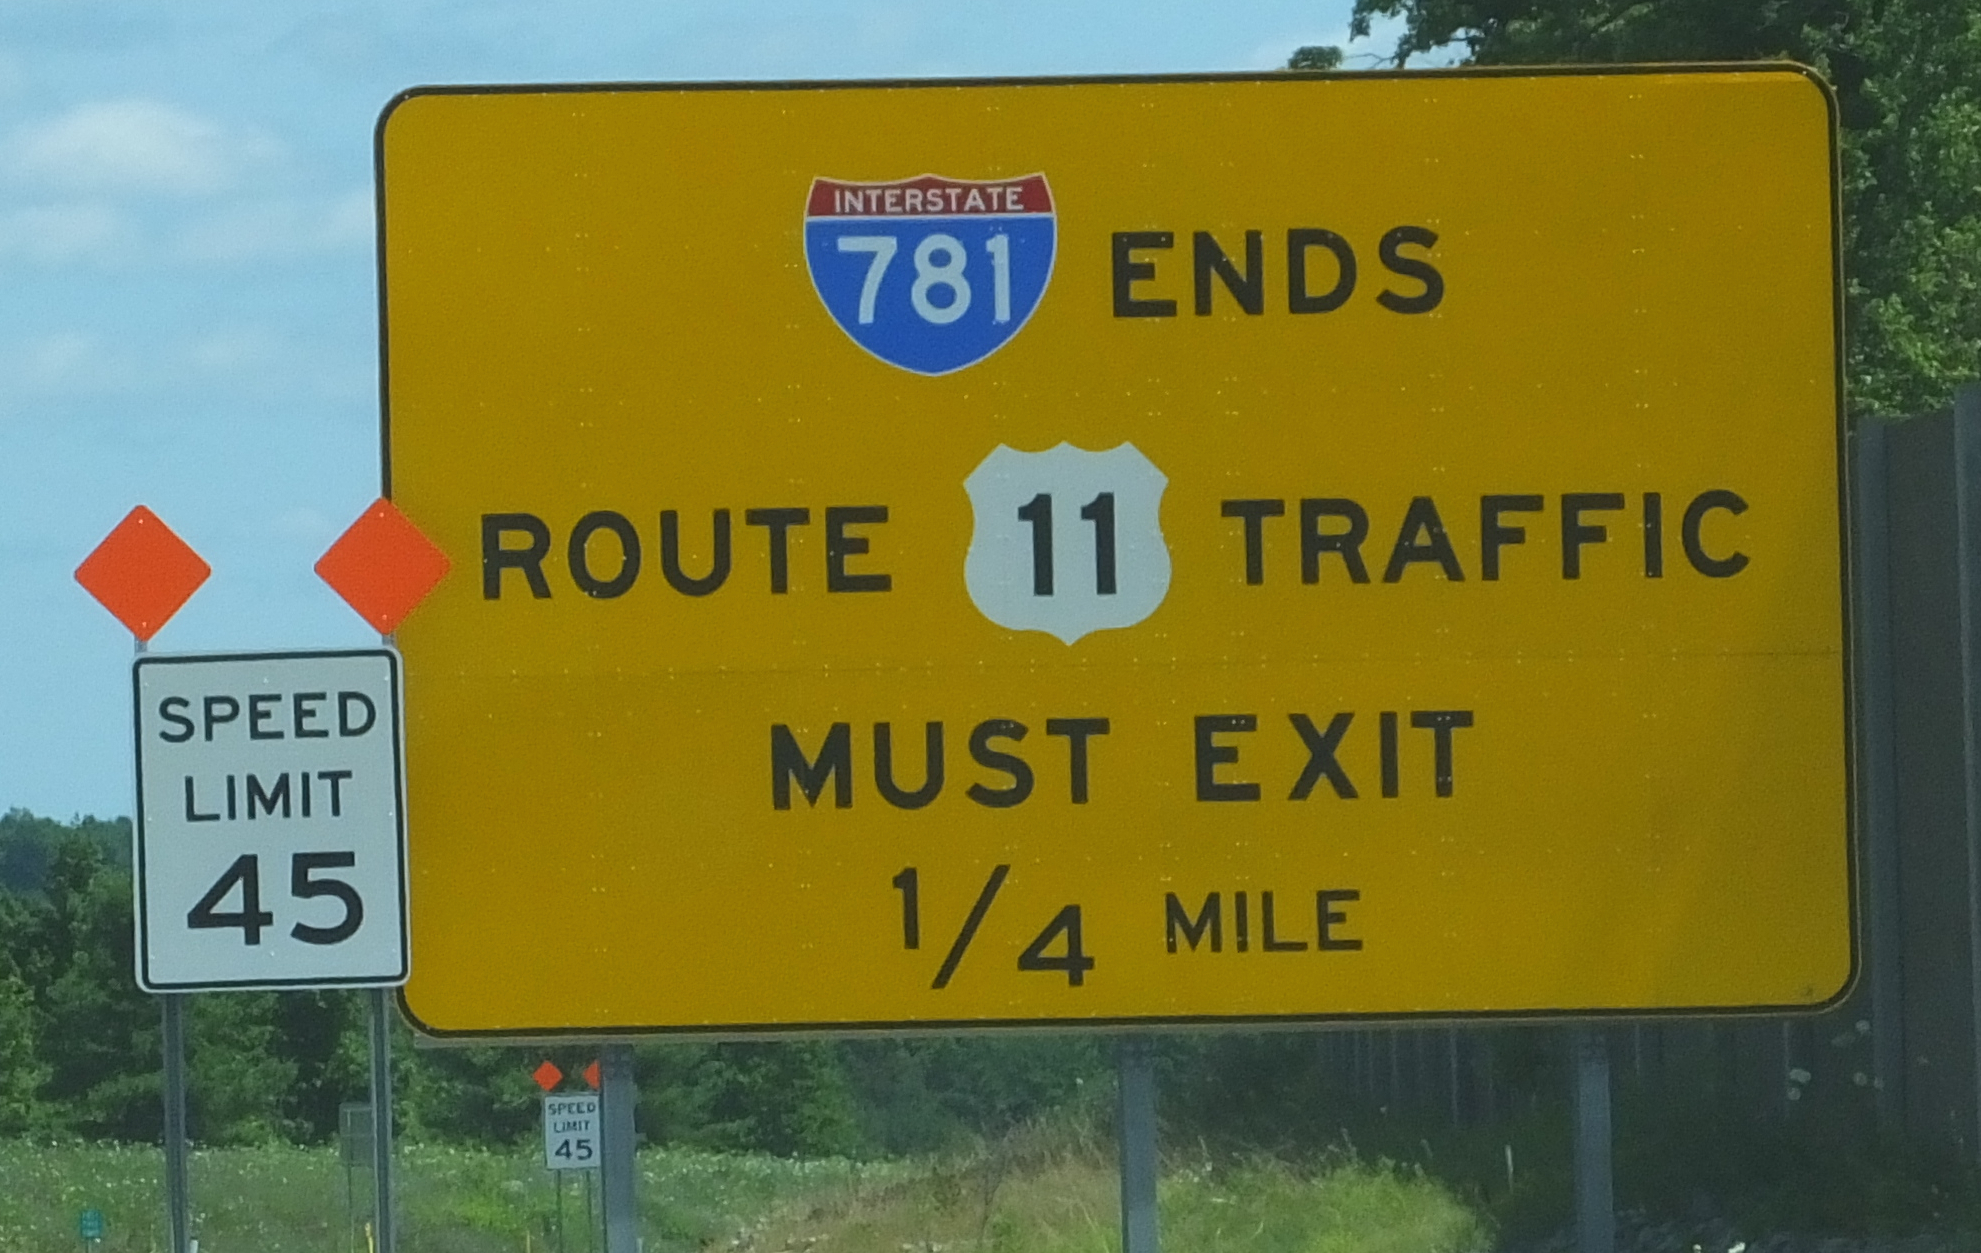 INTERSTATE
781 ENDS
ROUTE 11 TRAFFIC
MUST EXIT
1/4 MILE
SPEED
LIMIT
45
SPEED
LIMIT
45